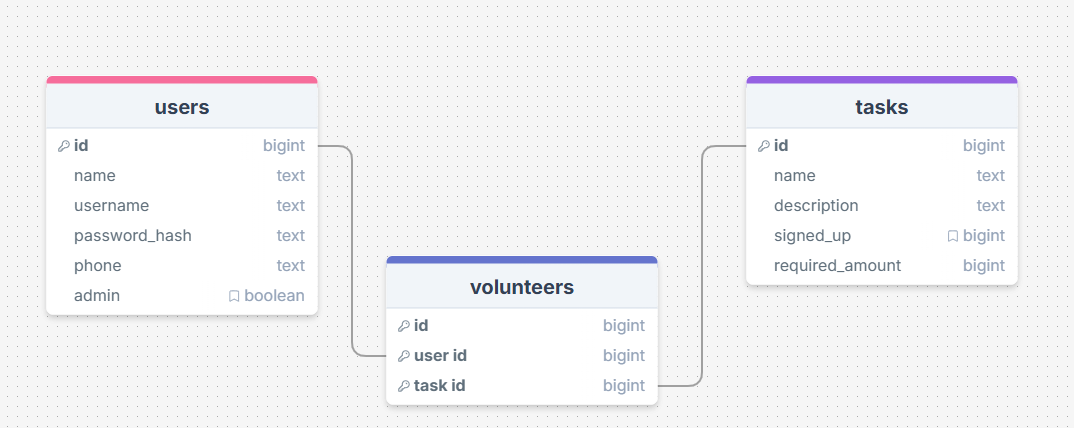 users
id bigint
name text
username text
password_hash text
phone text
admin boolean
tasks
id bigint
name text
description text
signed_up bigint
required_amount bigint
volunteers
id bigint
user id bigint
task id bigint